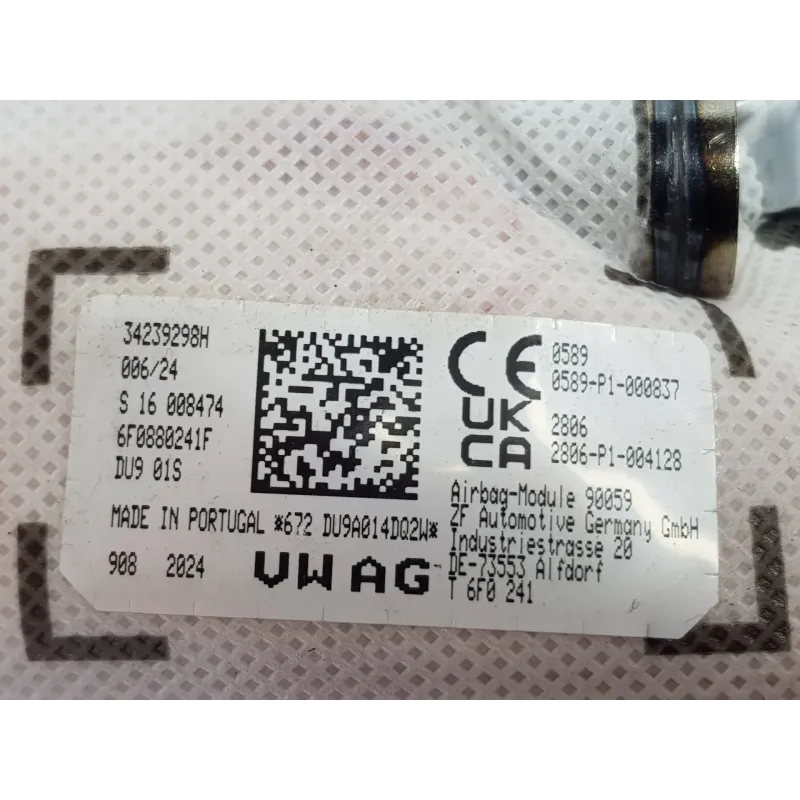 34239298H
006/24
S 16 008474
6F0880241F
DU9 01S
MADE IN PORTUGAL *672 DU9A014DQ2W*
908 2024
VW AG
CE 0589
0589-P1-000837
UK
CA
2806
2806-P1-004128
Airbag-Module 90059
ZF Automotive Germany GmbH
Industriestrasse 20
DE-73553 Alfdorf
T 6F0 241